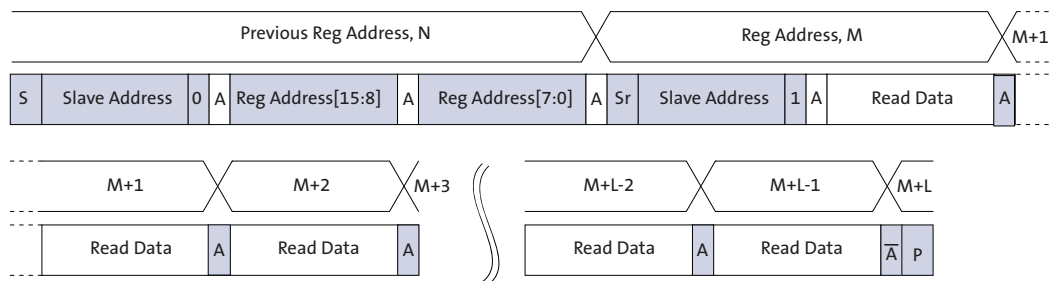 Previous Reg Address, N Reg Address, M M+1
S Slave Address 0 A Reg Address[15:8] A Reg Address[7:0] A Sr Slave Address 1 A Read Data A
M+1 M+2 M+3 M+L-2 M+L-1 M+L
Read Data A Read Data A Read Data A Read Data A̅ P